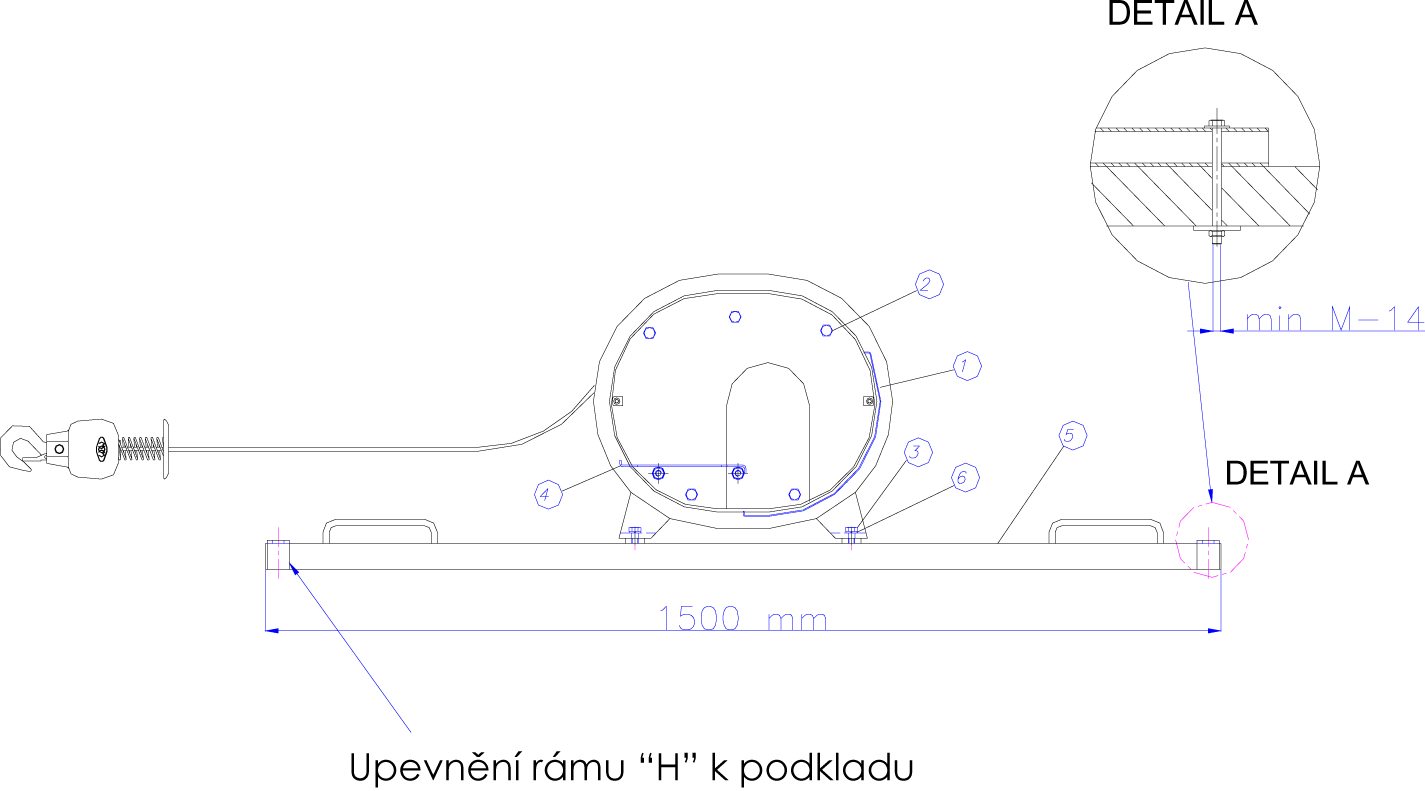 DETAIL A
2
min M-14
1
5
3
6
4
DETAIL A
1500 mm
Upevnění rámu “H” k podkladu